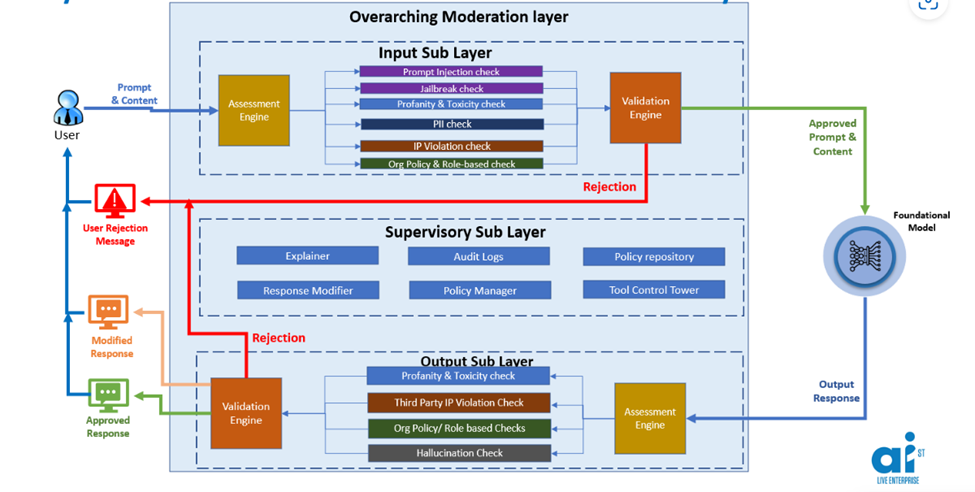 Overarching Moderation layer
Input Sub Layer
Prompt
& Content
User
Assessment
Engine
Prompt Injection check
Jailbreak check
Profanity & Toxicity check
PII check
IP Violation check
Org Policy & Role-based check
Validation
Engine
Approved
Prompt &
Content
Rejection
User Rejection
Message
Foundational
Model
Supervisory Sub Layer
Explainer
Audit Logs
Policy repository
Response Modifier
Policy Manager
Tool Control Tower
Rejection
Modified
Response
Approved
Response
Output Sub Layer
Validation
Engine
Profanity & Toxicity check
Third Party IP Violation Check
Org Policy/ Role based Checks
Hallucination Check
Assessment
Engine
Output
Response
ai ST
LIVE ENTERPRISE